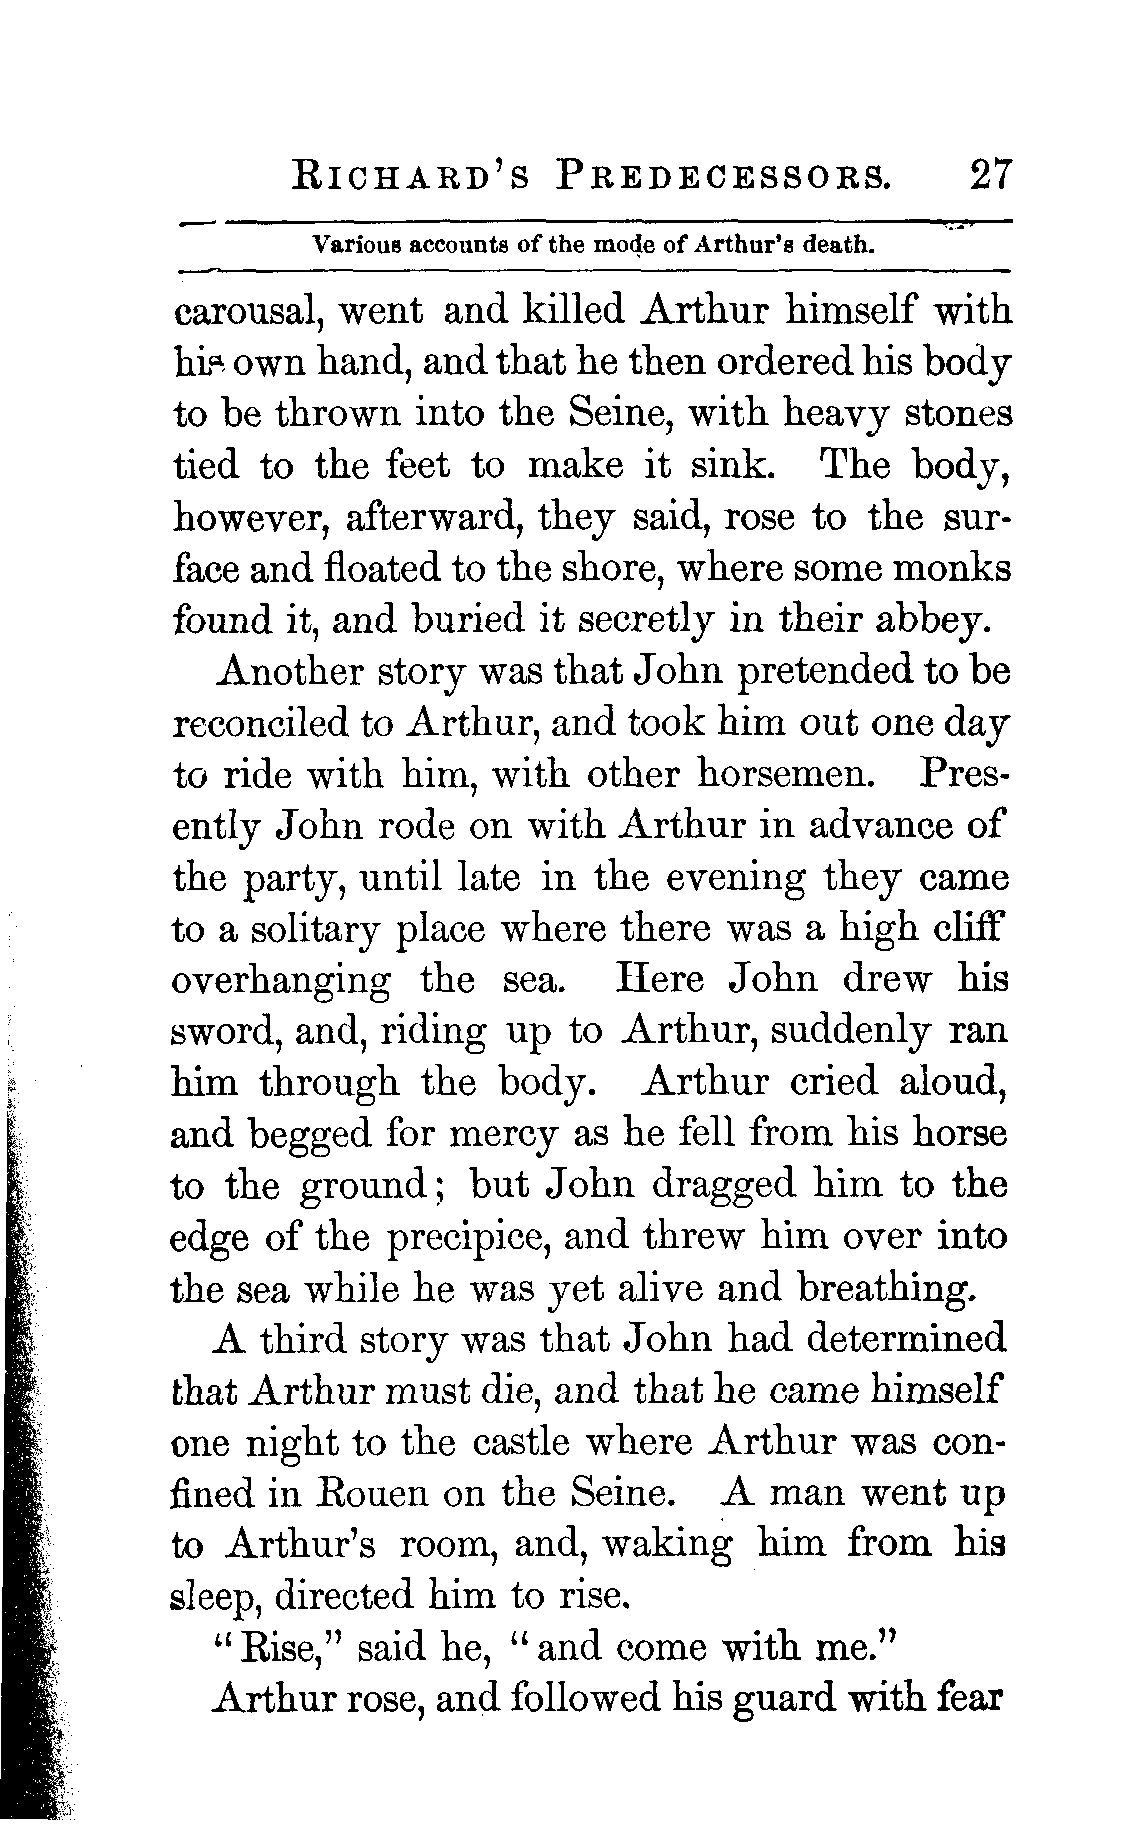 RICHARD'S PREDECESSORS. 27
Various accounts of the mode of Arthur's death.
carousal, went and killed Arthur himself with
his own hand, and that he then ordered his body
to be thrown into the Seine, with heavy stones
tied to the feet to make it sink. The body,
however, afterward, they said, rose to the sur-
face and floated to the shore, where some monks
found it, and buried it secretly in their abbey.
Another story was that John pretended to be
reconciled to Arthur, and took him out one day
to ride with him, with other horsemen. Pres-
ently John rode on with Arthur in advance of
the party, until late in the evening they came
to a solitary place where there was a high cliff
overhanging the sea. Here John drew his
sword, and, riding up to Arthur, suddenly ran
him through the body. Arthur cried aloud,
and begged for mercy as he fell from his horse
to the ground; but John dragged him to the
edge of the precipice, and threw him over into
the sea while he was yet alive and breathing.
A third story was that John had determined
that Arthur must die, and that he came himself
one night to the castle where Arthur was con-
fined in Rouen on the Seine. A man went up
to Arthur's room, and, waking him from his
sleep, directed him to rise.
"Rise," said he, "and come with me."
Arthur rose, and followed his guard with fear